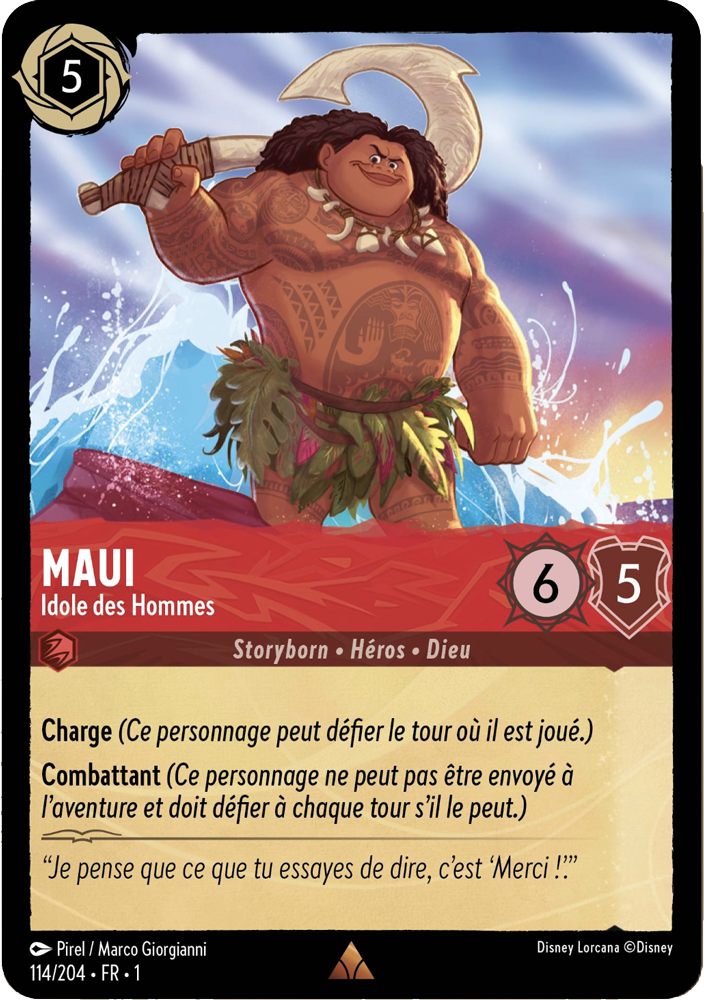 5
MAUI
Idole des Hommes
6
5
Storyborn • Héros • Dieu
Charge (Ce personnage peut défier le tour où il est joué.)
Combattant (Ce personnage ne peut pas être envoyé à
l’aventure et doit défier à chaque tour s’il le peut.)
“Je pense que ce que tu essayes de dire, c’est ‘Merci !’.”
Pirel / Marco Giorgianni
Disney Lorcana ©Disney
114/204 • FR • 1